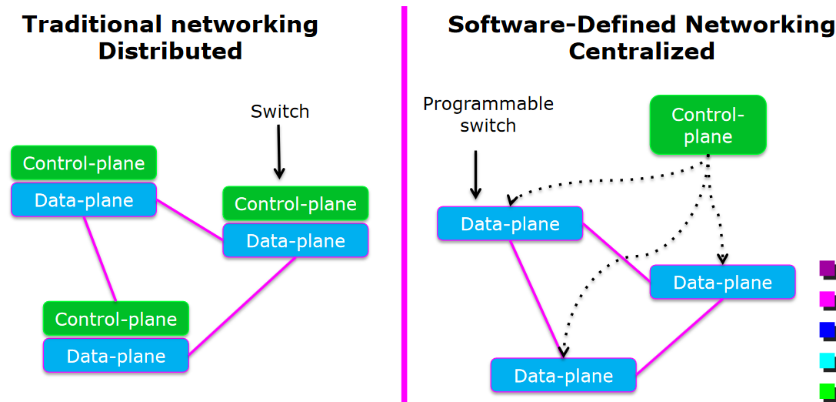 Traditional networking
Distributed
Switch
Control-plane
Data-plane
Control-plane
Data-plane
Control-plane
Data-plane
Software-Defined Networking
Centralized
Programmable
switch
Control-
plane
Data-plane
Data-plane
Data-plane